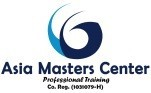 Asia Masters Center
Professional Training
Co. Reg. (1031079-H)